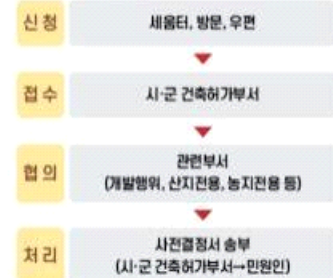 신 청
세움터, 방문, 우편
접 수
시·군 건축허가부서
협 의
관련부서
(개발행위, 산지전용, 농지전용 등)
처 리
사전결정서 송부
(시·군 건축허가부서→민원인)